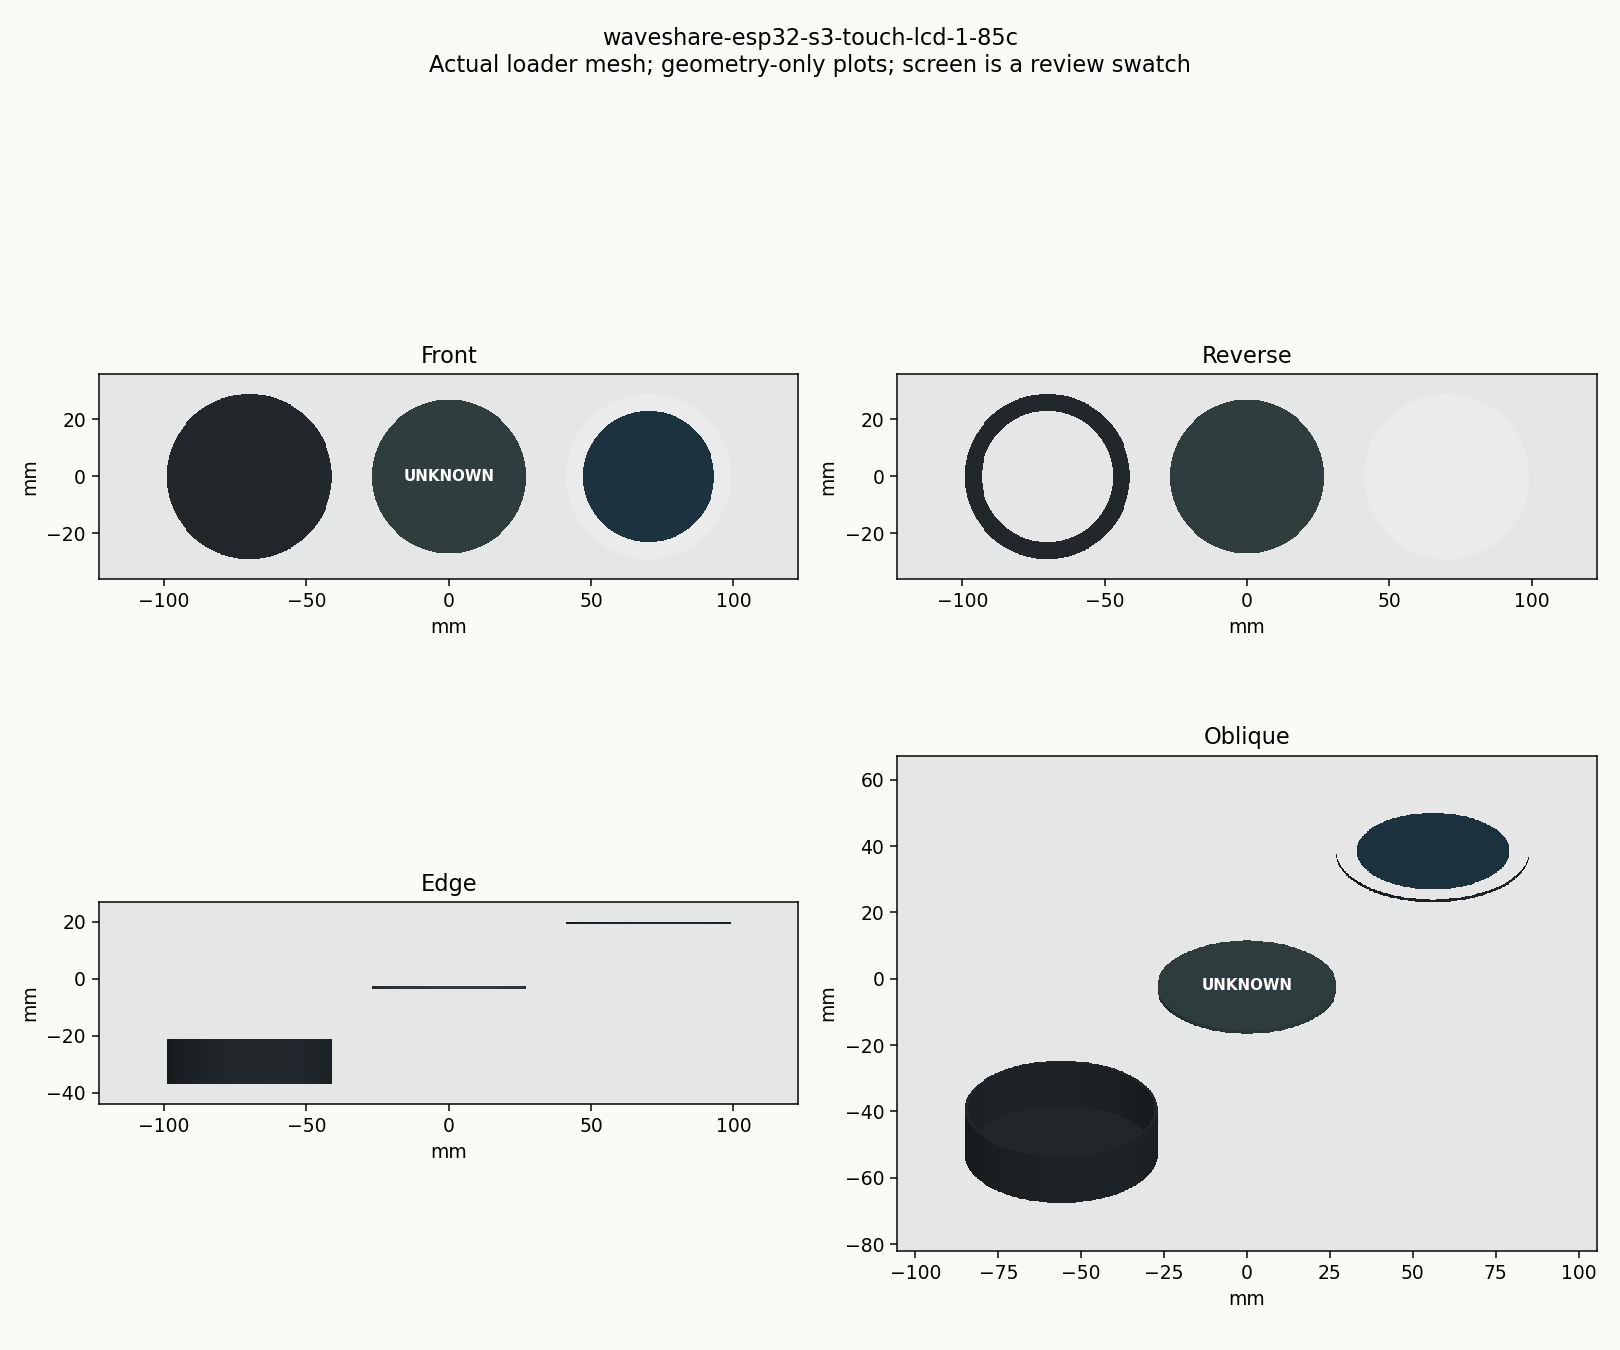 waveshare-esp32-s3-touch-lcd-1-85c
Actual loader mesh; geometry-only plots; screen is a review swatch
Front
mm
20
0
−20
UNKNOWN
−100
−50
0
50
100
mm
Reverse
mm
20
0
−20
−100
−50
0
50
100
mm
Edge
mm
20
0
−20
−40
−100
−50
0
50
100
mm
Oblique
mm
60
40
20
0
−20
−40
−60
−80
UNKNOWN
−100
−75
−50
−25
0
25
50
75
100
mm